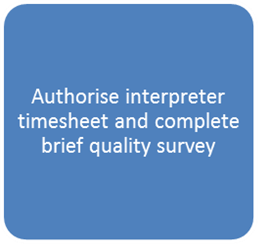 Authorise interpreter
timesheet and complete
brief quality survey